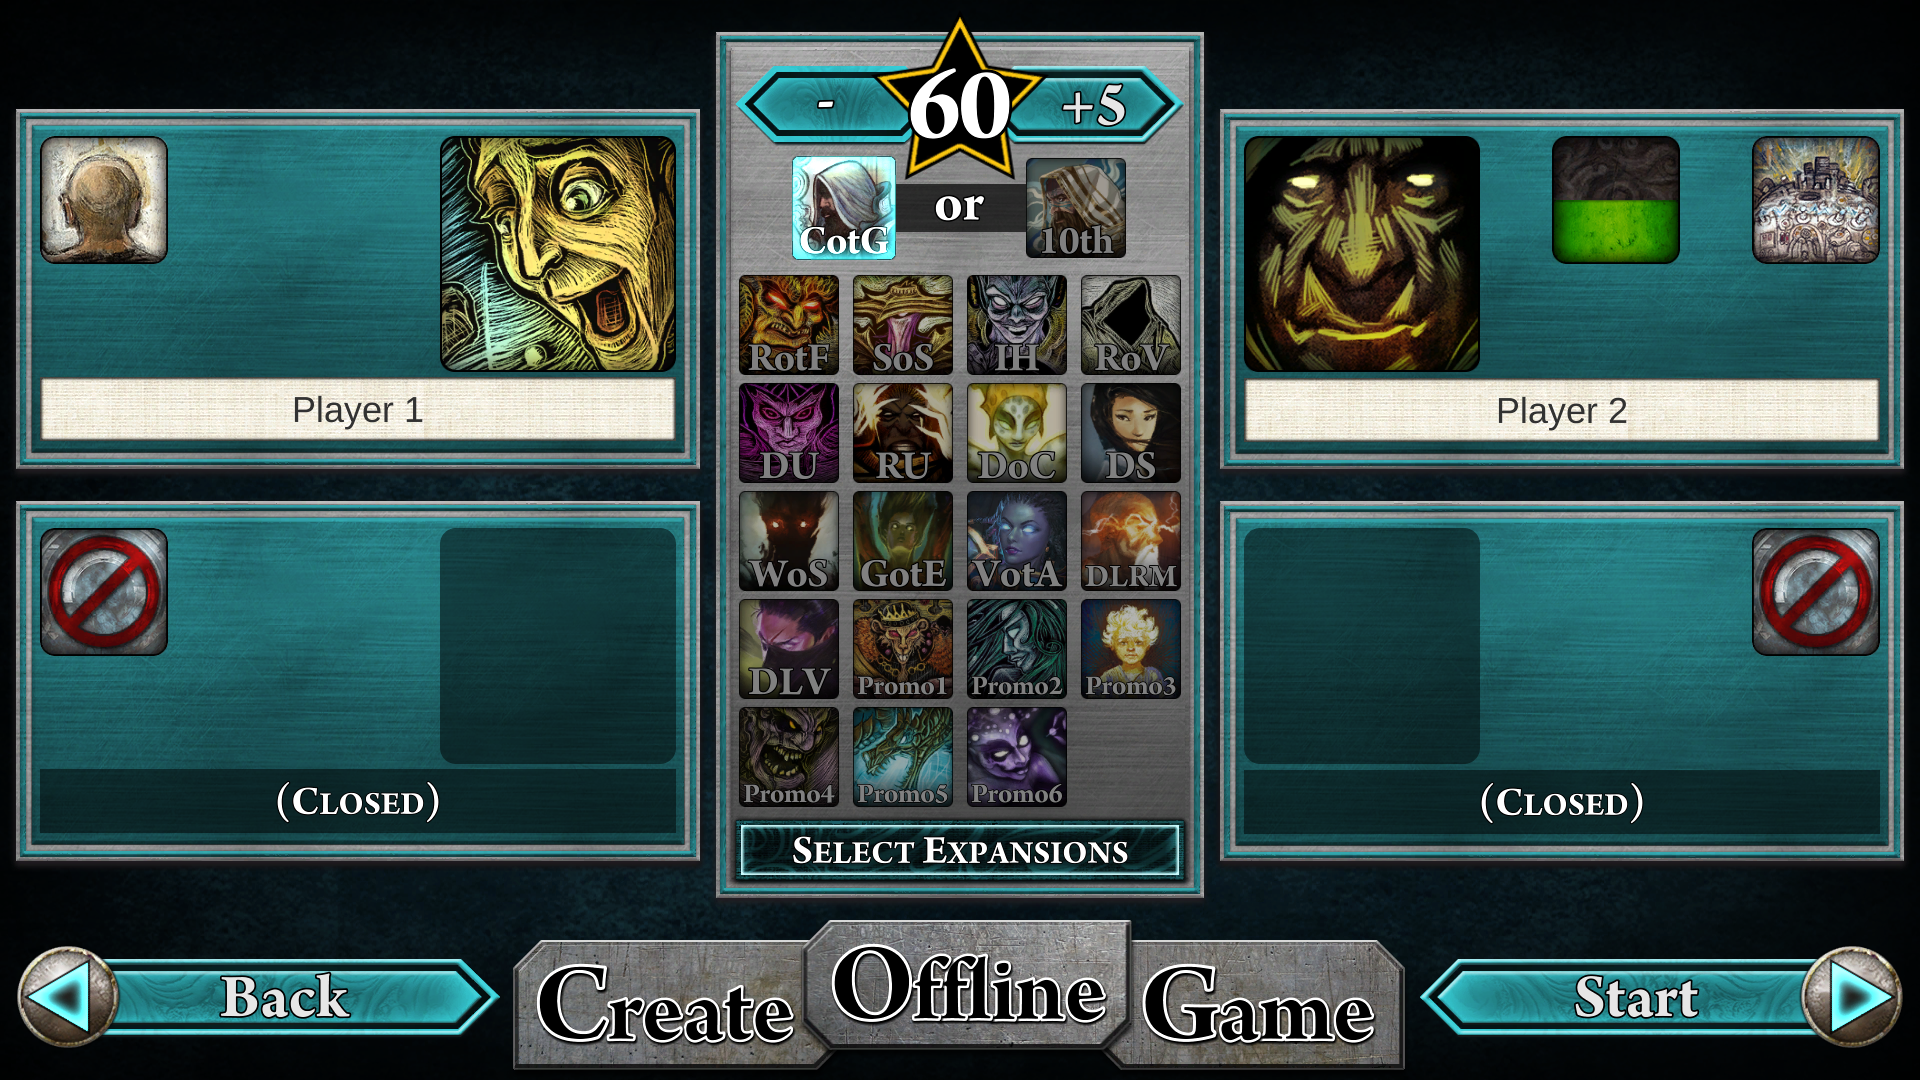 - 60 +5
CotG or 10th
Player 1
Player 2
RotF SoS IH RoV
DU RU DoC DS
WoS GotE VotA DLRM
DLV Promo1 Promo2 Promo3
Promo4 Promo5 Promo6
(Closed)
(Closed)
Select Expansions
Back
Create Offline Game
Start